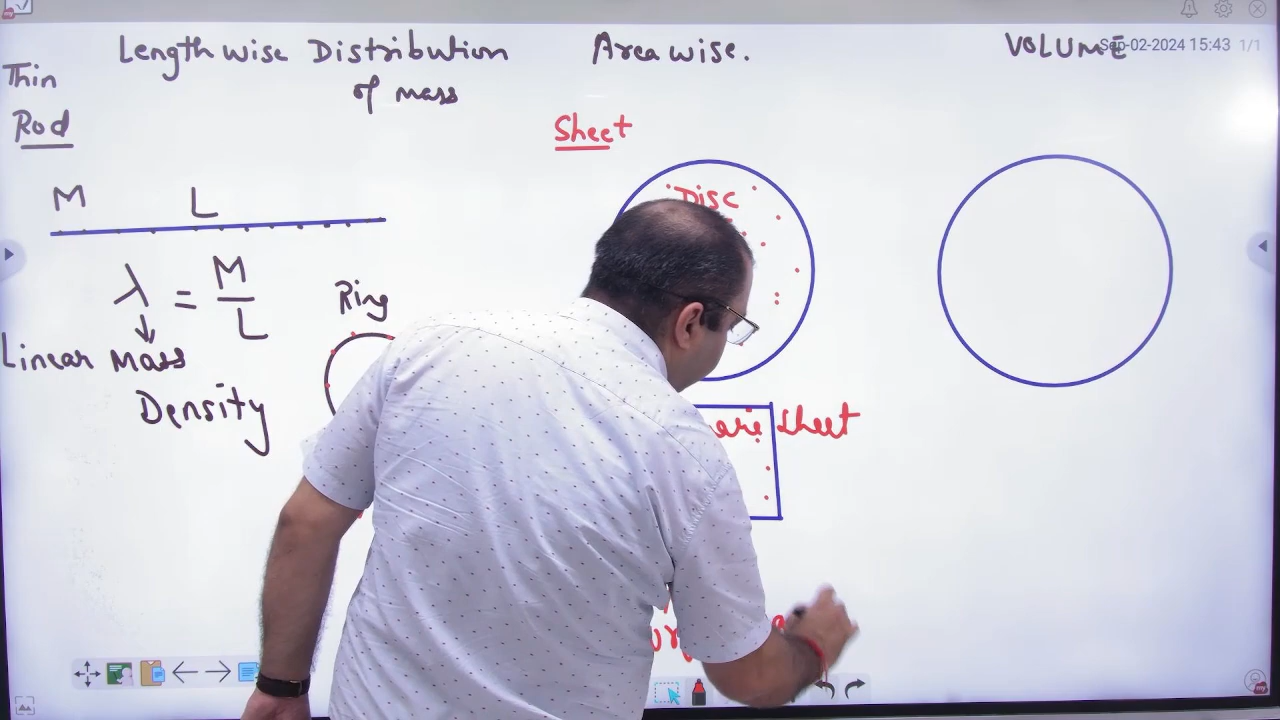 Length wise Distribution
of mass
Area wise.
VOLUME
Sep-02-2024 15:43 1/1
Thin
Rod
Sheet
M
L
Disc
λ = M
L
Ring
Linear Mass
Density
sheet